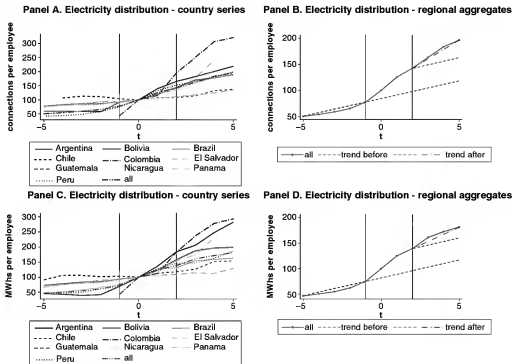 Panel A. Electricity distribution - country series
connections per employee
300
250
200
150
100
50
−5
0
5
t
Argentina Bolivia Brazil
Chile Colombia El Salvador
Guatemala Nicaragua Panama
Peru all
Panel B. Electricity distribution - regional aggregates
connections per employee
200
150
100
50
−5
0
5
t
all trend before trend after
Panel C. Electricity distribution - country series
MWhs per employee
300
250
200
150
100
50
−5
0
5
t
Argentina Bolivia Brazil
Chile Colombia El Salvador
Guatemala Nicaragua Panama
Peru all
Panel D. Electricity distribution - regional aggregates
MWhs per employee
200
150
100
50
−5
0
5
t
all trend before trend after